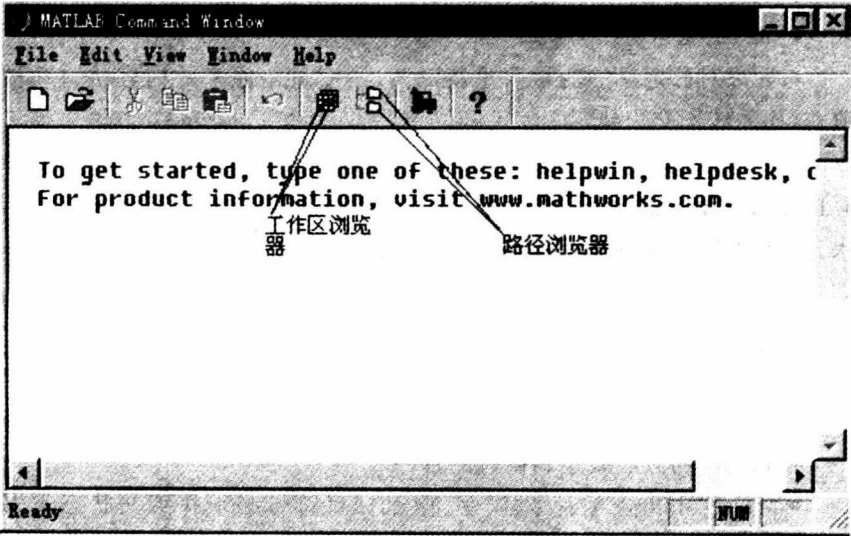 MATLAB Command Window
File Edit View Window Help
To get started, type one of these: helpwin, helpdesk,
For product information, visit www.mathworks.com.
工作区浏览
器
路径浏览器
Ready
NUM